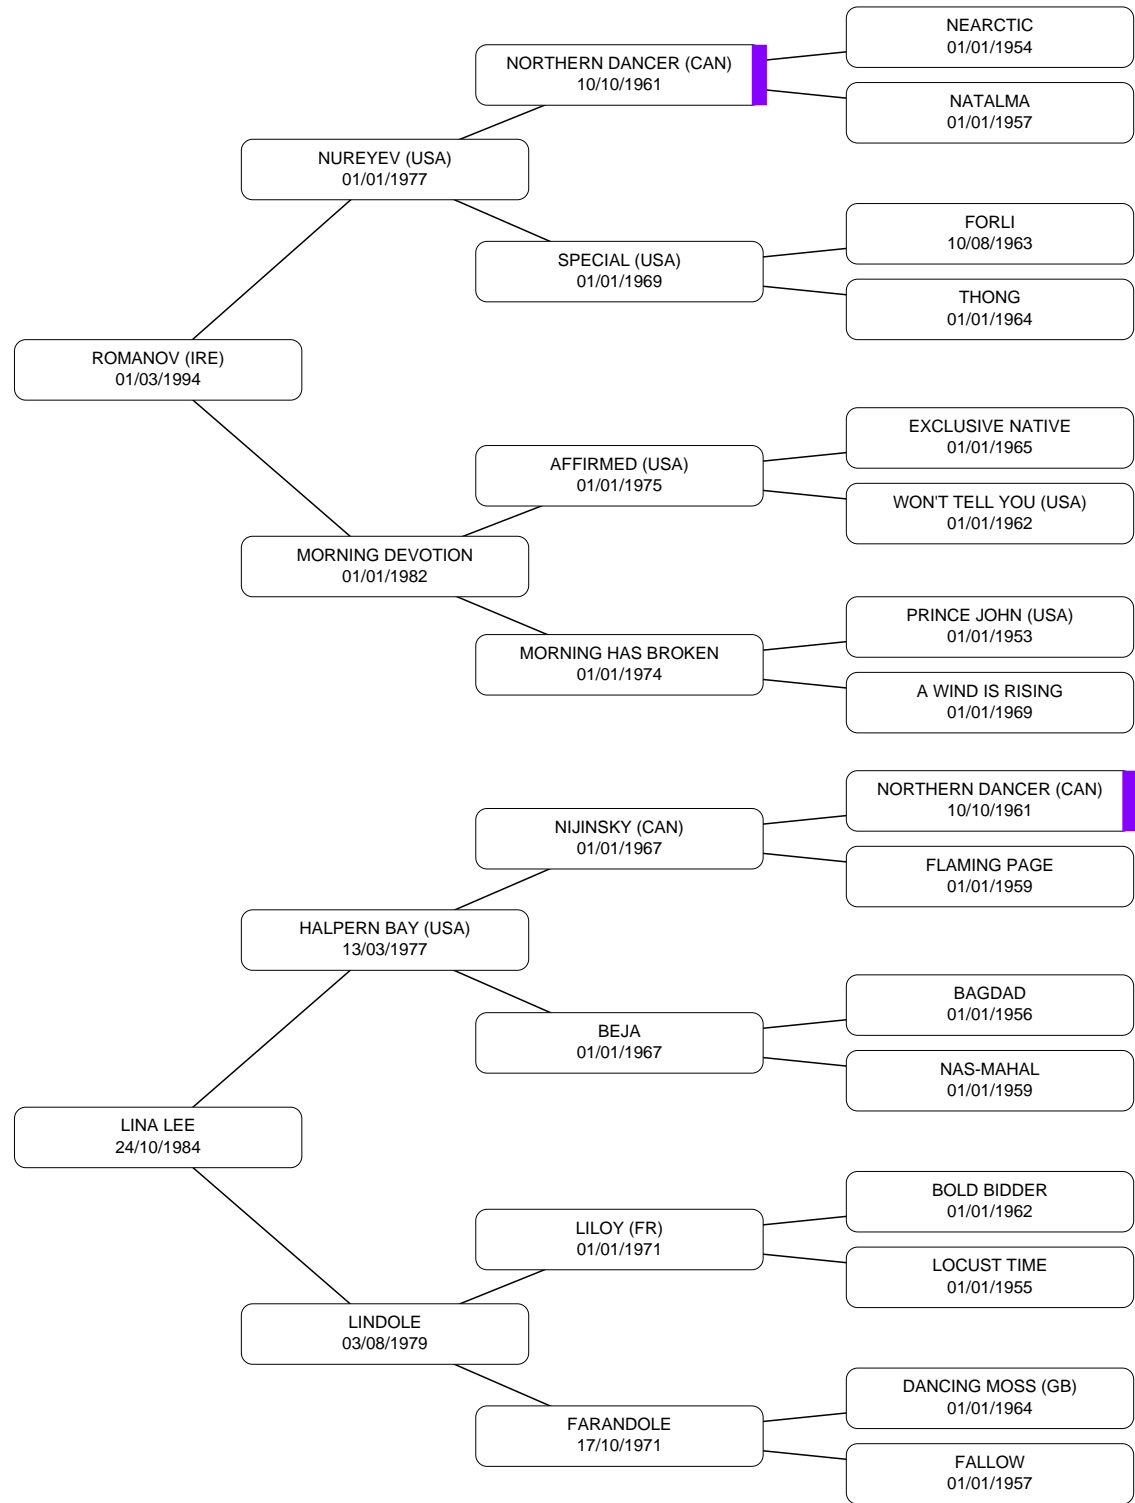 NEARCTIC
01/01/1954
NORTHERN DANCER (CAN)
10/10/1961
NATALMA
01/01/1957
NUREYEV (USA)
01/01/1977
FORLI
10/08/1963
SPECIAL (USA)
01/01/1969
THONG
01/01/1964
ROMANOV (IRE)
01/03/1994
EXCLUSIVE NATIVE
01/01/1965
AFFIRMED (USA)
01/01/1975
WON'T TELL YOU (USA)
01/01/1962
MORNING DEVOTION
01/01/1982
PRINCE JOHN (USA)
01/01/1953
MORNING HAS BROKEN
01/01/1974
A WIND IS RISING
01/01/1969
NORTHERN DANCER (CAN)
10/10/1961
NIJINSKY (CAN)
01/01/1967
FLAMING PAGE
01/01/1959
HALPERN BAY (USA)
13/03/1977
BAGDAD
01/01/1956
BEJA
01/01/1967
NAS-MAHAL
01/01/1959
LINA LEE
24/10/1984
BOLD BIDDER
01/01/1962
LILOY (FR)
01/01/1971
LOCUST TIME
01/01/1955
LINDOLE
03/08/1979
DANCING MOSS (GB)
01/01/1964
FARANDOLE
17/10/1971
FALLOW
01/01/1957